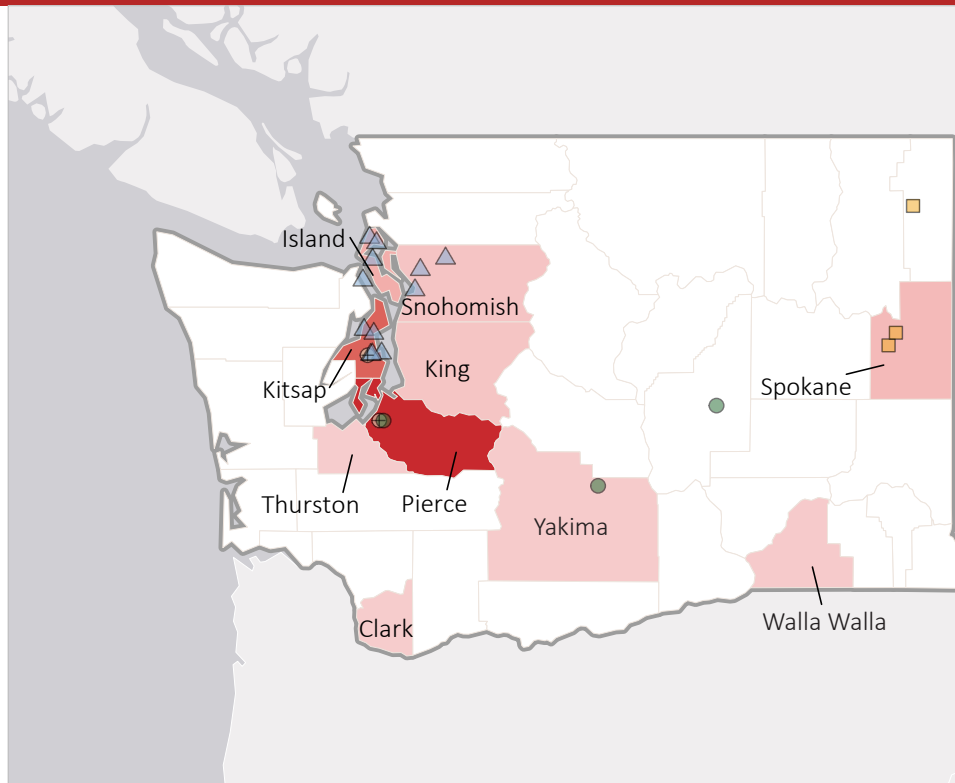 Island
Snohomish
King
Kitsap
Spokane
Thurston
Pierce
Yakima
Walla Walla
Clark